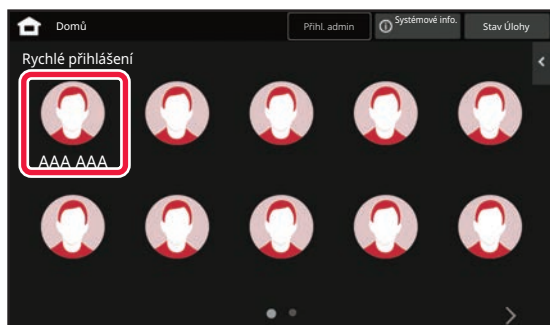 Domů
Přihl. admin
Systémové info.
Stav Úlohy
Rychlé přihlášení
AAA AAA